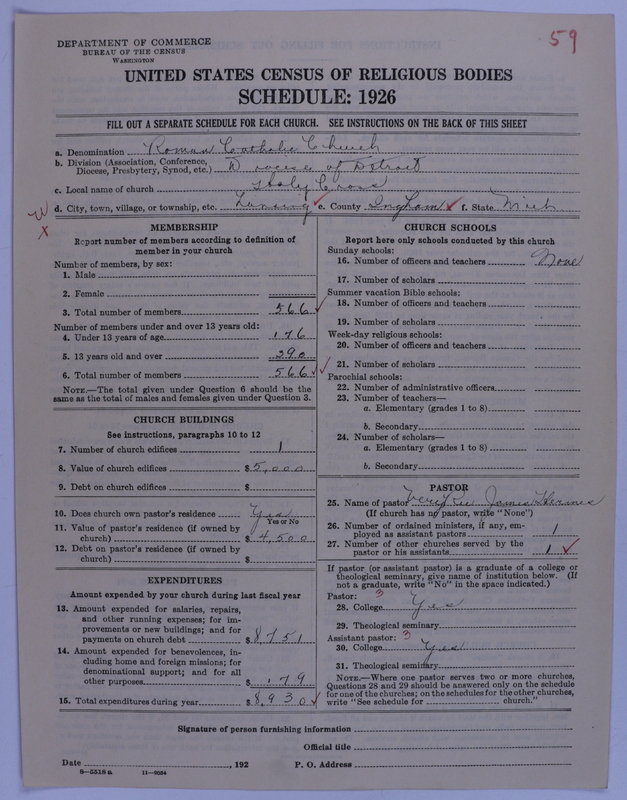 59
DEPARTMENT OF COMMERCE
BUREAU OF THE CENSUS
WASHINGTON
UNITED STATES CENSUS OF RELIGIOUS BODIES
SCHEDULE: 1926
FILL OUT A SEPARATE SCHEDULE FOR EACH CHURCH. SEE INSTRUCTIONS ON THE BACK OF THIS SHEET
a. Denomination Roman Catholic Church
b. Division (Association, Conference, Diocese, Presbytery, Synod, etc.) Diocese of Detroit
c. Local name of church Holy Cross
d. City, town, village, or township, etc. Lansing e. County Ingham f. State Mich
MEMBERSHIP
Report number of members according to definition of
member in your church
Number of members, by sex:
1. Male
2. Female
3. Total number of members 566
Number of members under and over 13 years old:
4. Under 13 years of age 176
5. 13 years old and over 390
6. Total number of members 566
NOTE.—The total given under Question 6 should be the
same as the total of males and females given under Question 3.
CHURCH BUILDINGS
See instructions, paragraphs 10 to 12
7. Number of church edifices 1
8. Value of church edifices $5,000
9. Debt on church edifices $
10. Does church own pastor's residence Yes
Yes or No
11. Value of pastor's residence (if owned by
church) $4,500
12. Debt on pastor's residence (if owned by
church) $
EXPENDITURES
Amount expended by your church during last fiscal year
13. Amount expended for salaries, repairs,
and other running expenses; for im-
provements or new buildings; and for
payments on church debt $8751
14. Amount expended for benevolences, in-
cluding home and foreign missions; for
denominational support; and for all
other purposes $179
15. Total expenditures during year $8,930
CHURCH SCHOOLS
Report here only schools conducted by this church
Sunday schools:
16. Number of officers and teachers None
17. Number of scholars
Summer vacation Bible schools:
18. Number of officers and teachers
19. Number of scholars
Week-day religious schools:
20. Number of officers and teachers
21. Number of scholars
Parochial schools:
22. Number of administrative officers
23. Number of teachers—
a. Elementary (grades 1 to 8)
b. Secondary
24. Number of scholars—
a. Elementary (grades 1 to 8)
b. Secondary
PASTOR
25. Name of pastor Very Rev James
(If church has no pastor, write "None")
26. Number of ordained ministers, if any, em-
ployed as assistant pastors 1
27. Number of other churches served by the
pastor or his assistants 1
If pastor (or assistant pastor) is a graduate of a college or
theological seminary, give name of institution below. (If
not a graduate, write "No" in the space indicated.)
Pastor: 3
28. College Yes
29. Theological seminary
Assistant pastor: 3
30. College Yes
31. Theological seminary
NOTE.—Where one pastor serves two or more churches,
Questions 28 and 29 should be answered only on the schedule
for one of the churches; on the schedules for the other churches,
write "See schedule for church."
Signature of person furnishing information
Official title
Date , 192 P. O. Address
8—5518a 11—9054